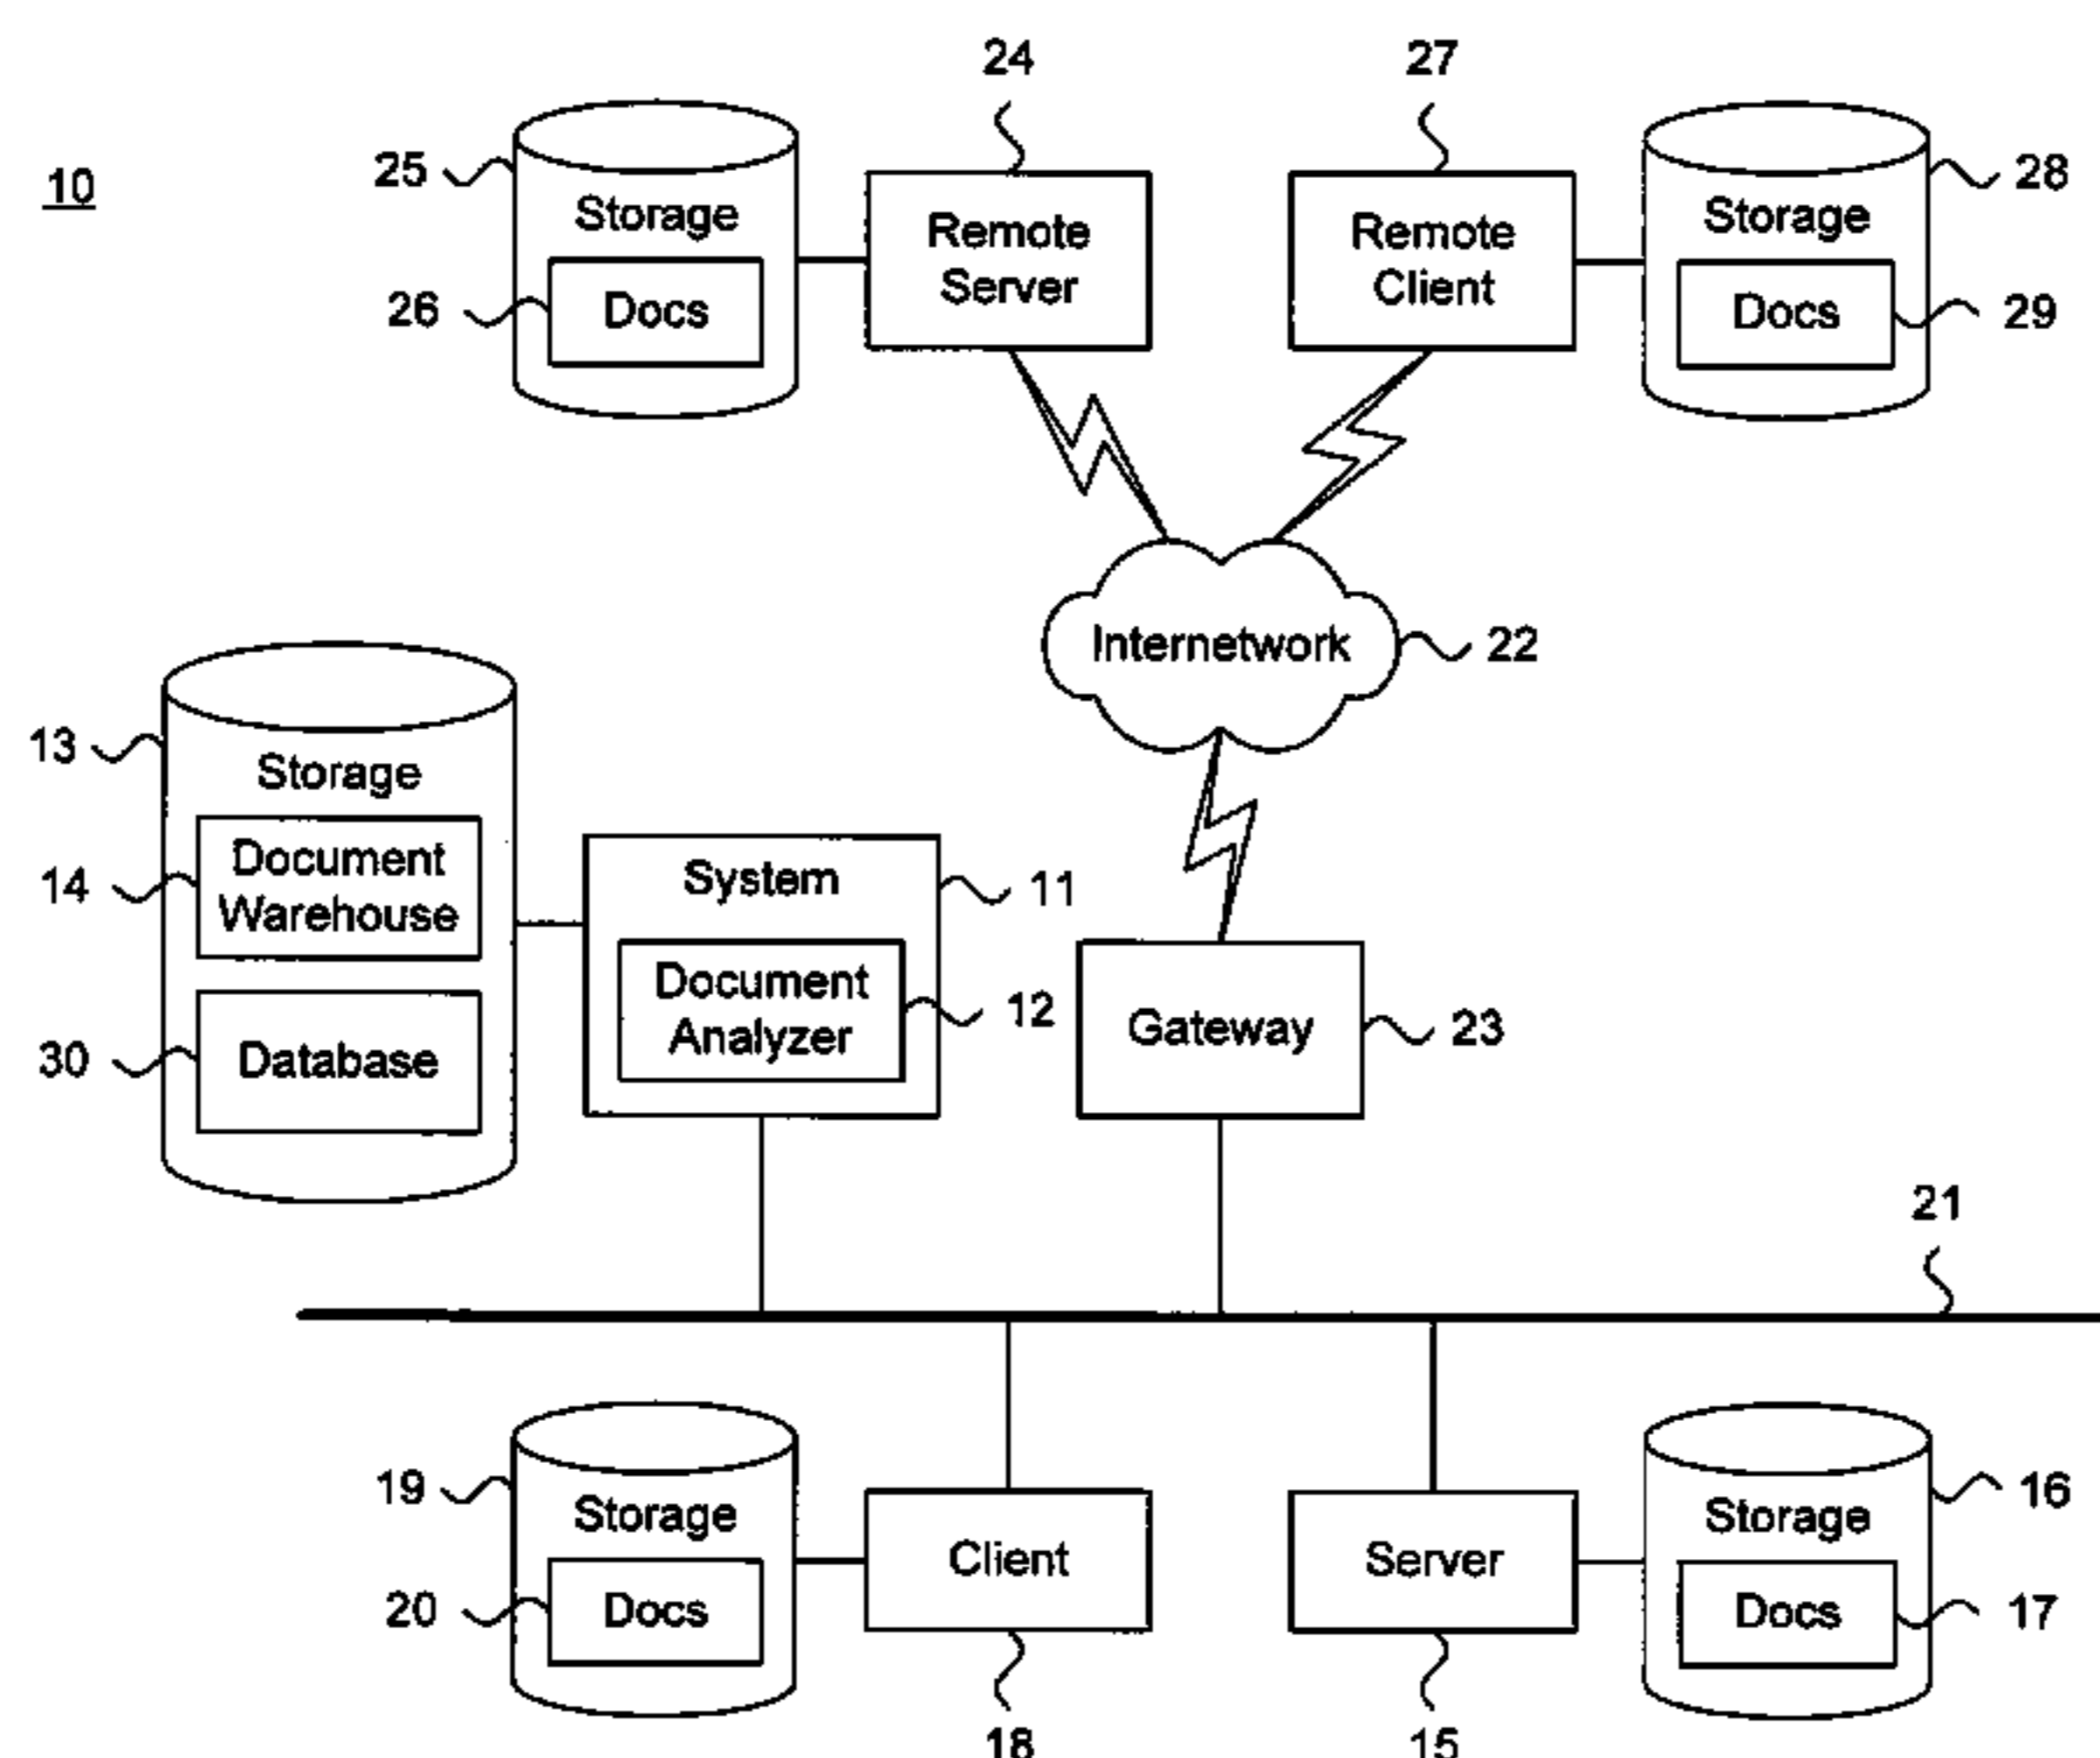 24
27
10
25
Storage
Remote
Server
Remote
Client
Storage
28
26
Docs
Docs
29
Internetwork
22
13
Storage
14
Document
Warehouse
System
11
Document
Analyzer
12
Gateway
23
30
Database
21
19
Storage
Client
Server
Storage
16
20
Docs
Docs
17
18
15